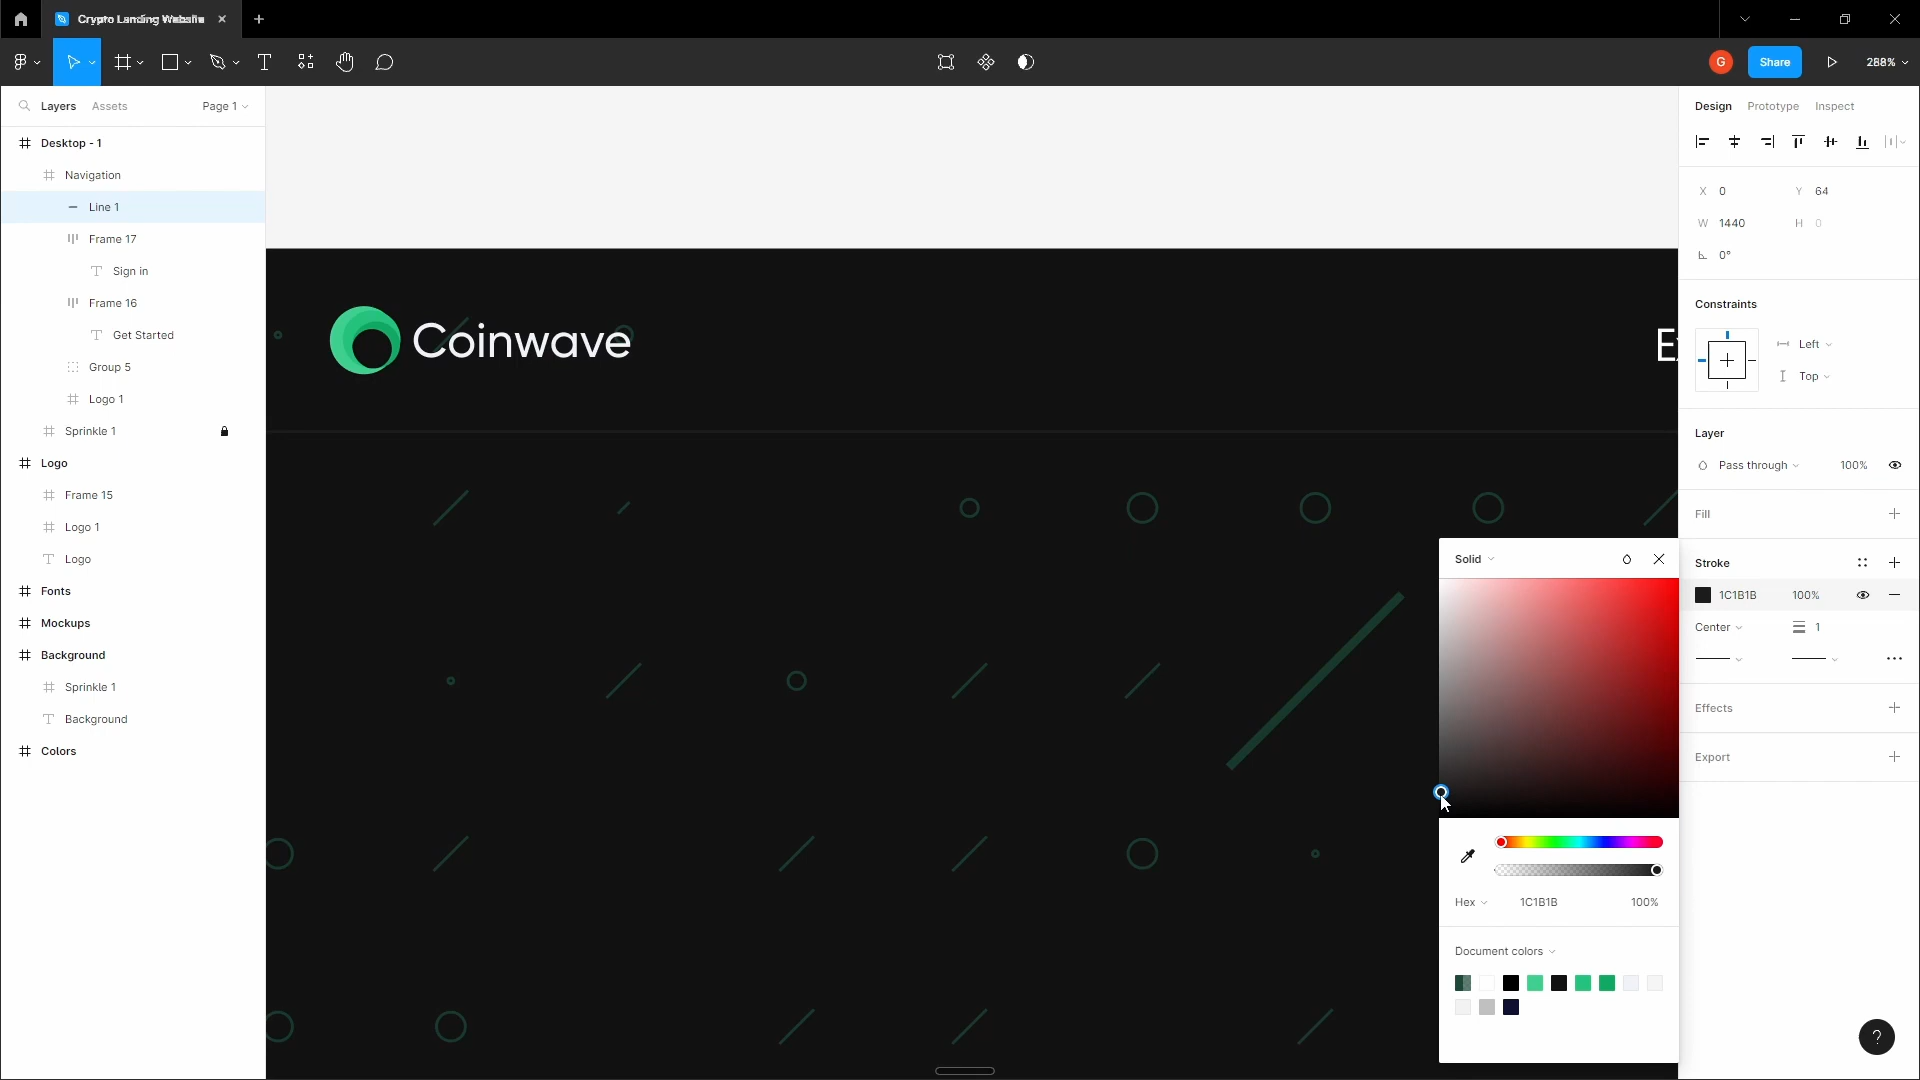 Crypto Landing Website
Share
G
288%
Layers
Assets
Page 1
Desktop - 1
Navigation
Line 1
Frame 17
Sign in
Frame 16
Get Started
Group 5
Logo 1
Sprinkle 1
Logo
Frame 15
Logo 1
Logo
Fonts
Mockups
Background
Sprinkle 1
Background
Colors
Coinwave
Design
Prototype
Inspect
X 0
Y 64
W 1440
H 0
0°
Constraints
Left
Top
Layer
Pass through
100%
Fill
Stroke
1C1B1B
100%
Center
1
Effects
Export
Solid
Hex
1C1B1B
100%
Document colors
?